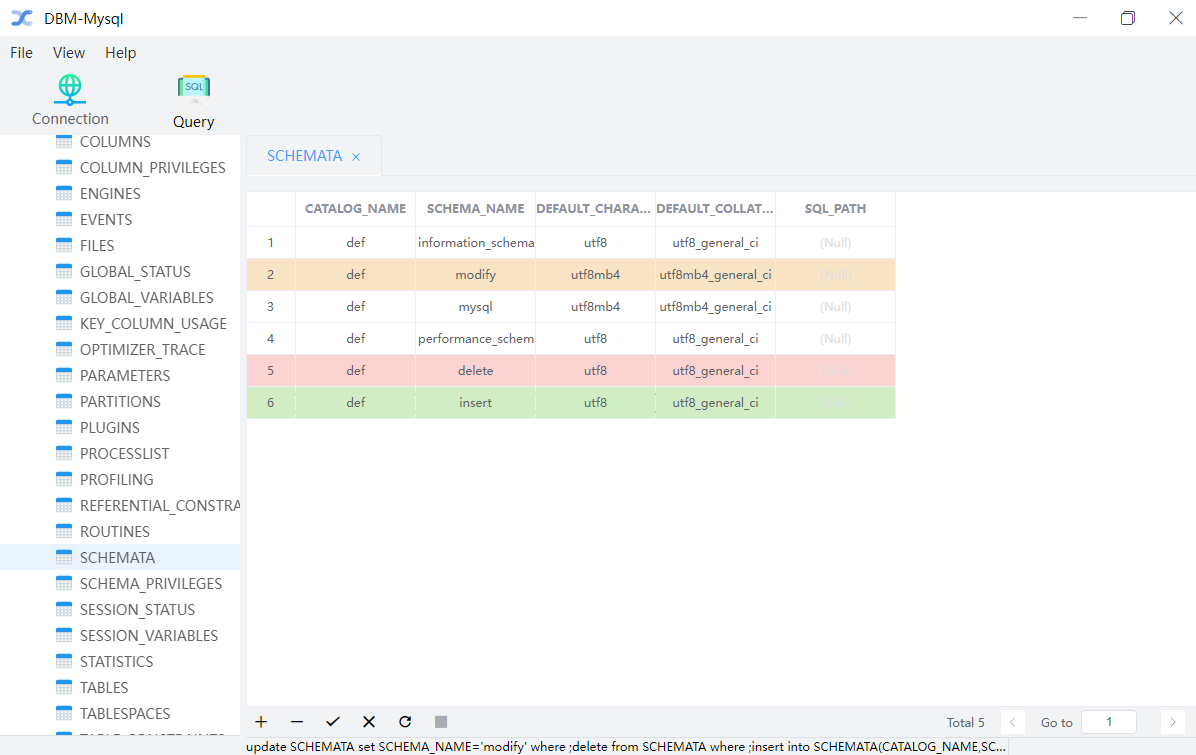 DBM-Mysql
File View Help
Connection
SQL
Query
COLUMNS
COLUMN_PRIVILEGES
ENGINES
EVENTS
FILES
GLOBAL_STATUS
GLOBAL_VARIABLES
KEY_COLUMN_USAGE
OPTIMIZER_TRACE
PARAMETERS
PARTITIONS
PLUGINS
PROCESSLIST
PROFILING
REFERENTIAL_CONSTRA
ROUTINES
SCHEMATA
SCHEMA_PRIVILEGES
SESSION_STATUS
SESSION_VARIABLES
STATISTICS
TABLES
TABLESPACES
TABLE_CONSTRAINTS
SCHEMATA ×
CATALOG_NAME SCHEMA_NAME DEFAULT_CHARA... DEFAULT_COLLAT... SQL_PATH
1 def information_schema utf8 utf8_general_ci (Null)
2 def modify utf8mb4 utf8mb4_general_ci (Null)
3 def mysql utf8mb4 utf8mb4_general_ci (Null)
4 def performance_schem utf8 utf8_general_ci (Null)
5 def delete utf8 utf8_general_ci (Null)
6 def insert utf8 utf8_general_ci
Total 5 < Go to 1 >
update SCHEMATA set SCHEMA_NAME='modify' where ;delete from SCHEMATA where ;insert into SCHEMATA(CATALOG_NAME,SC...